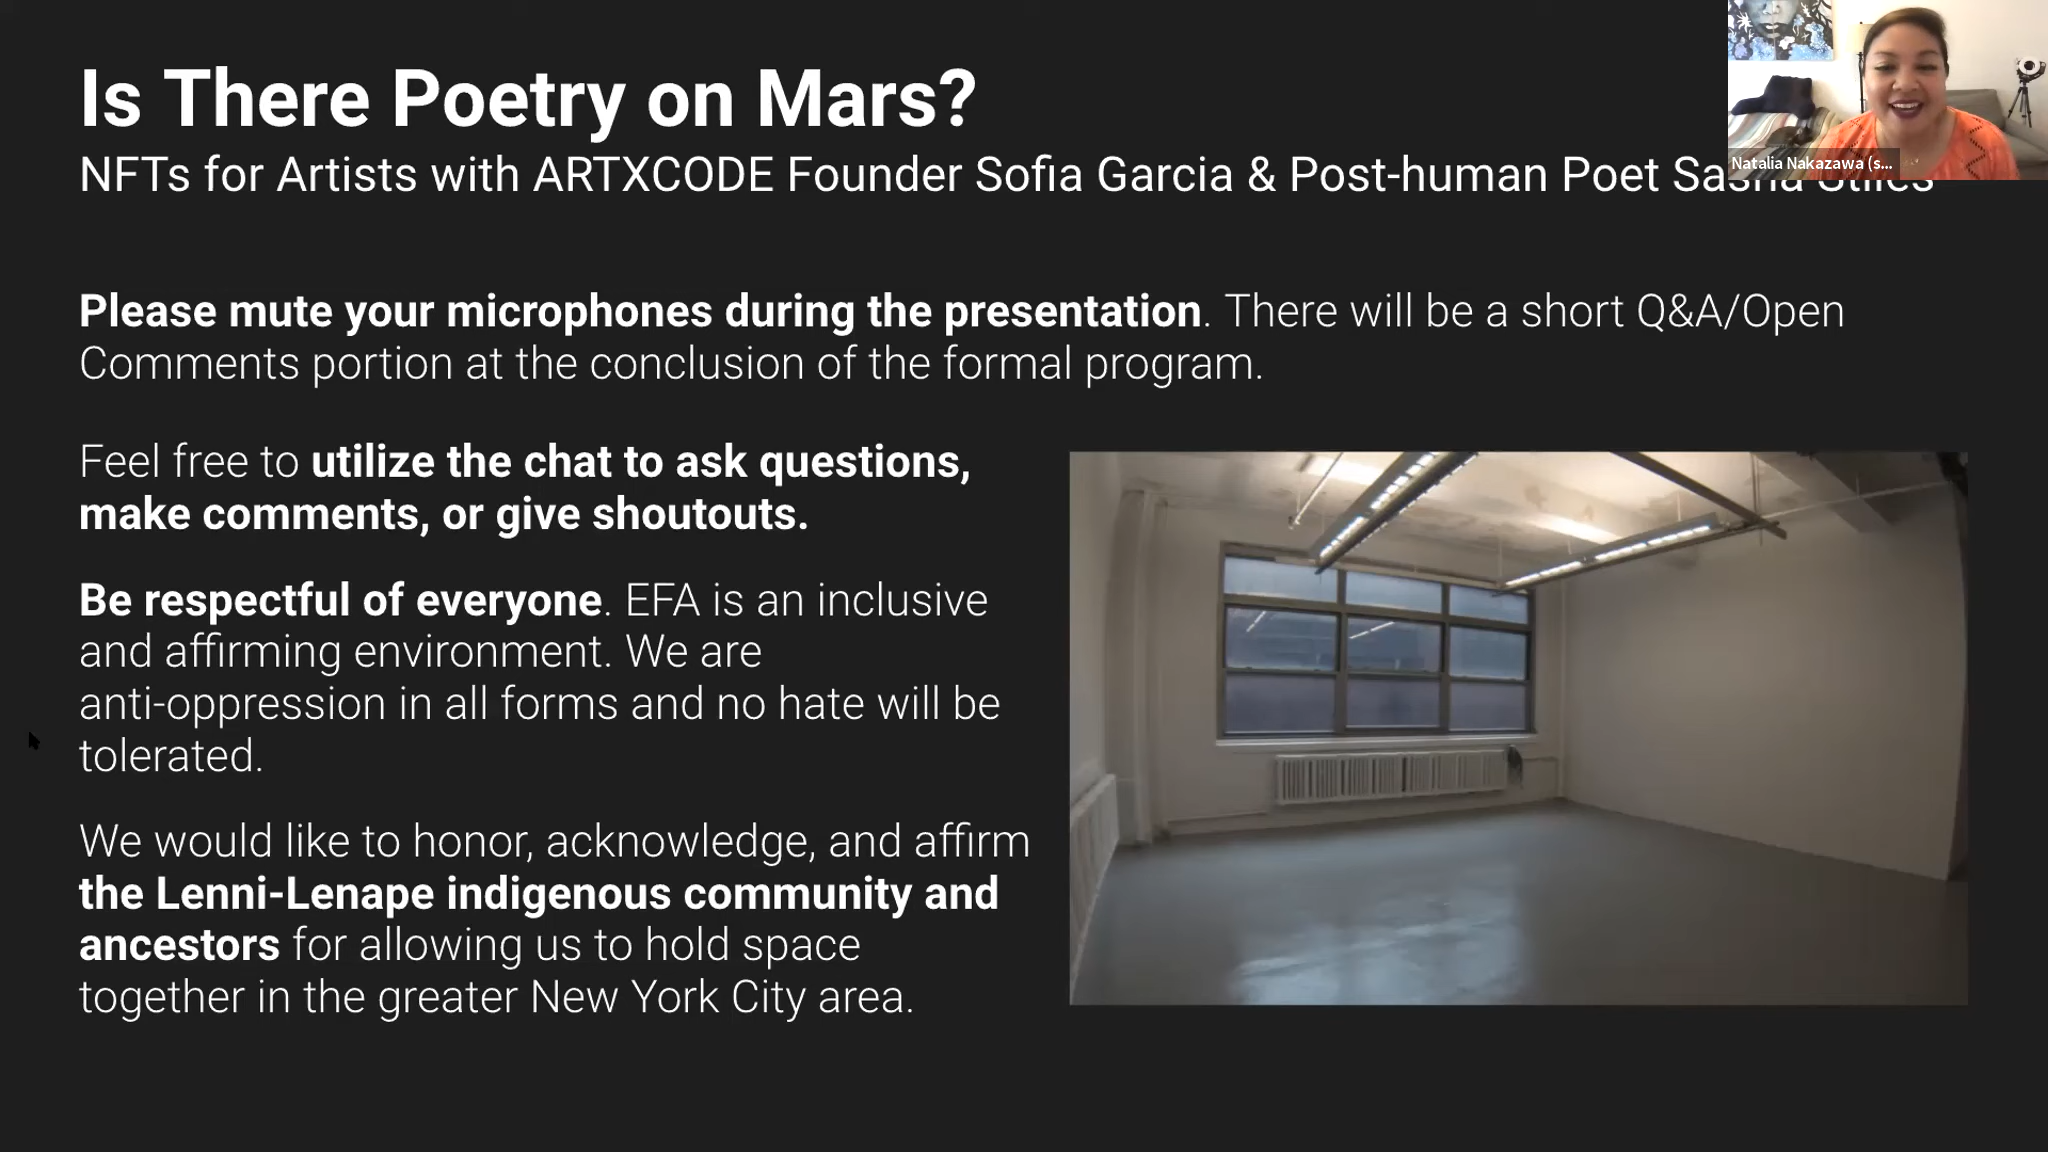 Is There Poetry on Mars?
NFTs for Artists with ARTXCODE Founder Sofia Garcia & Post-human Poet Sasha Stiles
Natalia Nakazawa (s...
Please mute your microphones during the presentation. There will be a short Q&A/Open
Comments portion at the conclusion of the formal program.
Feel free to utilize the chat to ask questions,
make comments, or give shoutouts.
Be respectful of everyone. EFA is an inclusive
and affirming environment. We are
anti-oppression in all forms and no hate will be
tolerated.
We would like to honor, acknowledge, and affirm
the Lenni-Lenape indigenous community and
ancestors for allowing us to hold space
together in the greater New York City area.